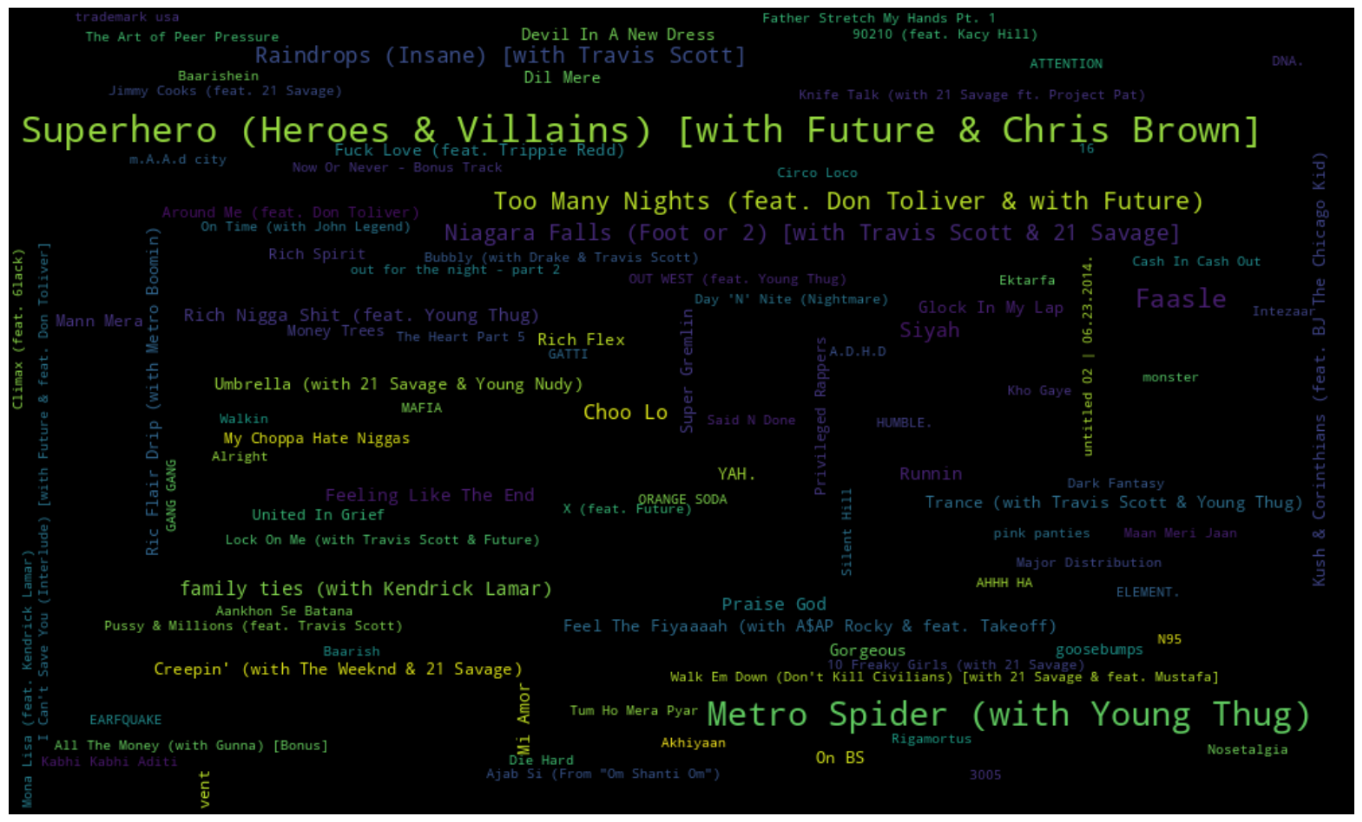 trademark usa
Father Stretch My Hands Pt. 1
The Art of Peer Pressure
Devil In A New Dress
90210 (feat. Kacy Hill)
Raindrops (Insane) [with Travis Scott]
ATTENTION
DNA.
Baarishein
Dil Mere
Jimmy Cooks (feat. 21 Savage)
Knife Talk (with 21 Savage ft. Project Pat)
Superhero (Heroes & Villains) [with Future & Chris Brown]
Fuck Love (feat. Trippie Redd)
16
m.A.A.d city
Now Or Never - Bonus Track
Circo Loco
Kush & Corinthians (feat. BJ The Chicago Kid)
Too Many Nights (feat. Don Toliver & with Future)
Around Me (feat. Don Toliver)
On Time (with John Legend)
Niagara Falls (Foot or 2) [with Travis Scott & 21 Savage]
Climax (feat. 6lack)
I Can't Save You (Interlude) [with Future & feat. Don Toliver]
Ric Flair Drip (with Metro Boomin)
Rich Spirit
Bubbly (with Drake & Travis Scott)
out for the night - part 2
Cash In Cash Out
OUT WEST (feat. Young Thug)
Ektarfa
untitled 02 | 06.23.2014.
Day 'N' Nite (Nightmare)
Faasle
Glock In My Lap
Intezaar
Mann Mera
Rich Nigga Shit (feat. Young Thug)
Super Gremlin
Siyah
Money Trees
The Heart Part 5
Rich Flex
GATTI
Privileged Rappers
A.D.H.D
monster
Umbrella (with 21 Savage & Young Nudy)
Kho Gaye
MAFIA
Choo Lo
Walkin
Said N Done
HUMBLE.
My Choppa Hate Niggas
Alright
GANG GANG
YAH.
Runnin
Dark Fantasy
Feeling Like The End
ORANGE SODA
X (feat. Future)
Silent Hill
Trance (with Travis Scott & Young Thug)
United In Grief
Lock On Me (with Travis Scott & Future)
pink panties
Maan Meri Jaan
Mona Lisa (feat. Kendrick Lamar)
Major Distribution
AHHH HA
ELEMENT.
family ties (with Kendrick Lamar)
Praise God
Aankhon Se Batana
Pussy & Millions (feat. Travis Scott)
Feel The Fiyaaaah (with A$AP Rocky & feat. Takeoff)
N95
Baarish
Gorgeous
goosebumps
Creepin' (with The Weeknd & 21 Savage)
10 Freaky Girls (with 21 Savage)
Walk Em Down (Don't Kill Civilians) [with 21 Savage & feat. Mustafa]
Mi Amor
Tum Ho Mera Pyar
Metro Spider (with Young Thug)
EARFQUAKE
All The Money (with Gunna) [Bonus]
Akhiyaan
Rigamortus
Nosetalgia
Kabhi Kabhi Aditi
Die Hard
On BS
vent
Ajab Si (From "Om Shanti Om")
3005